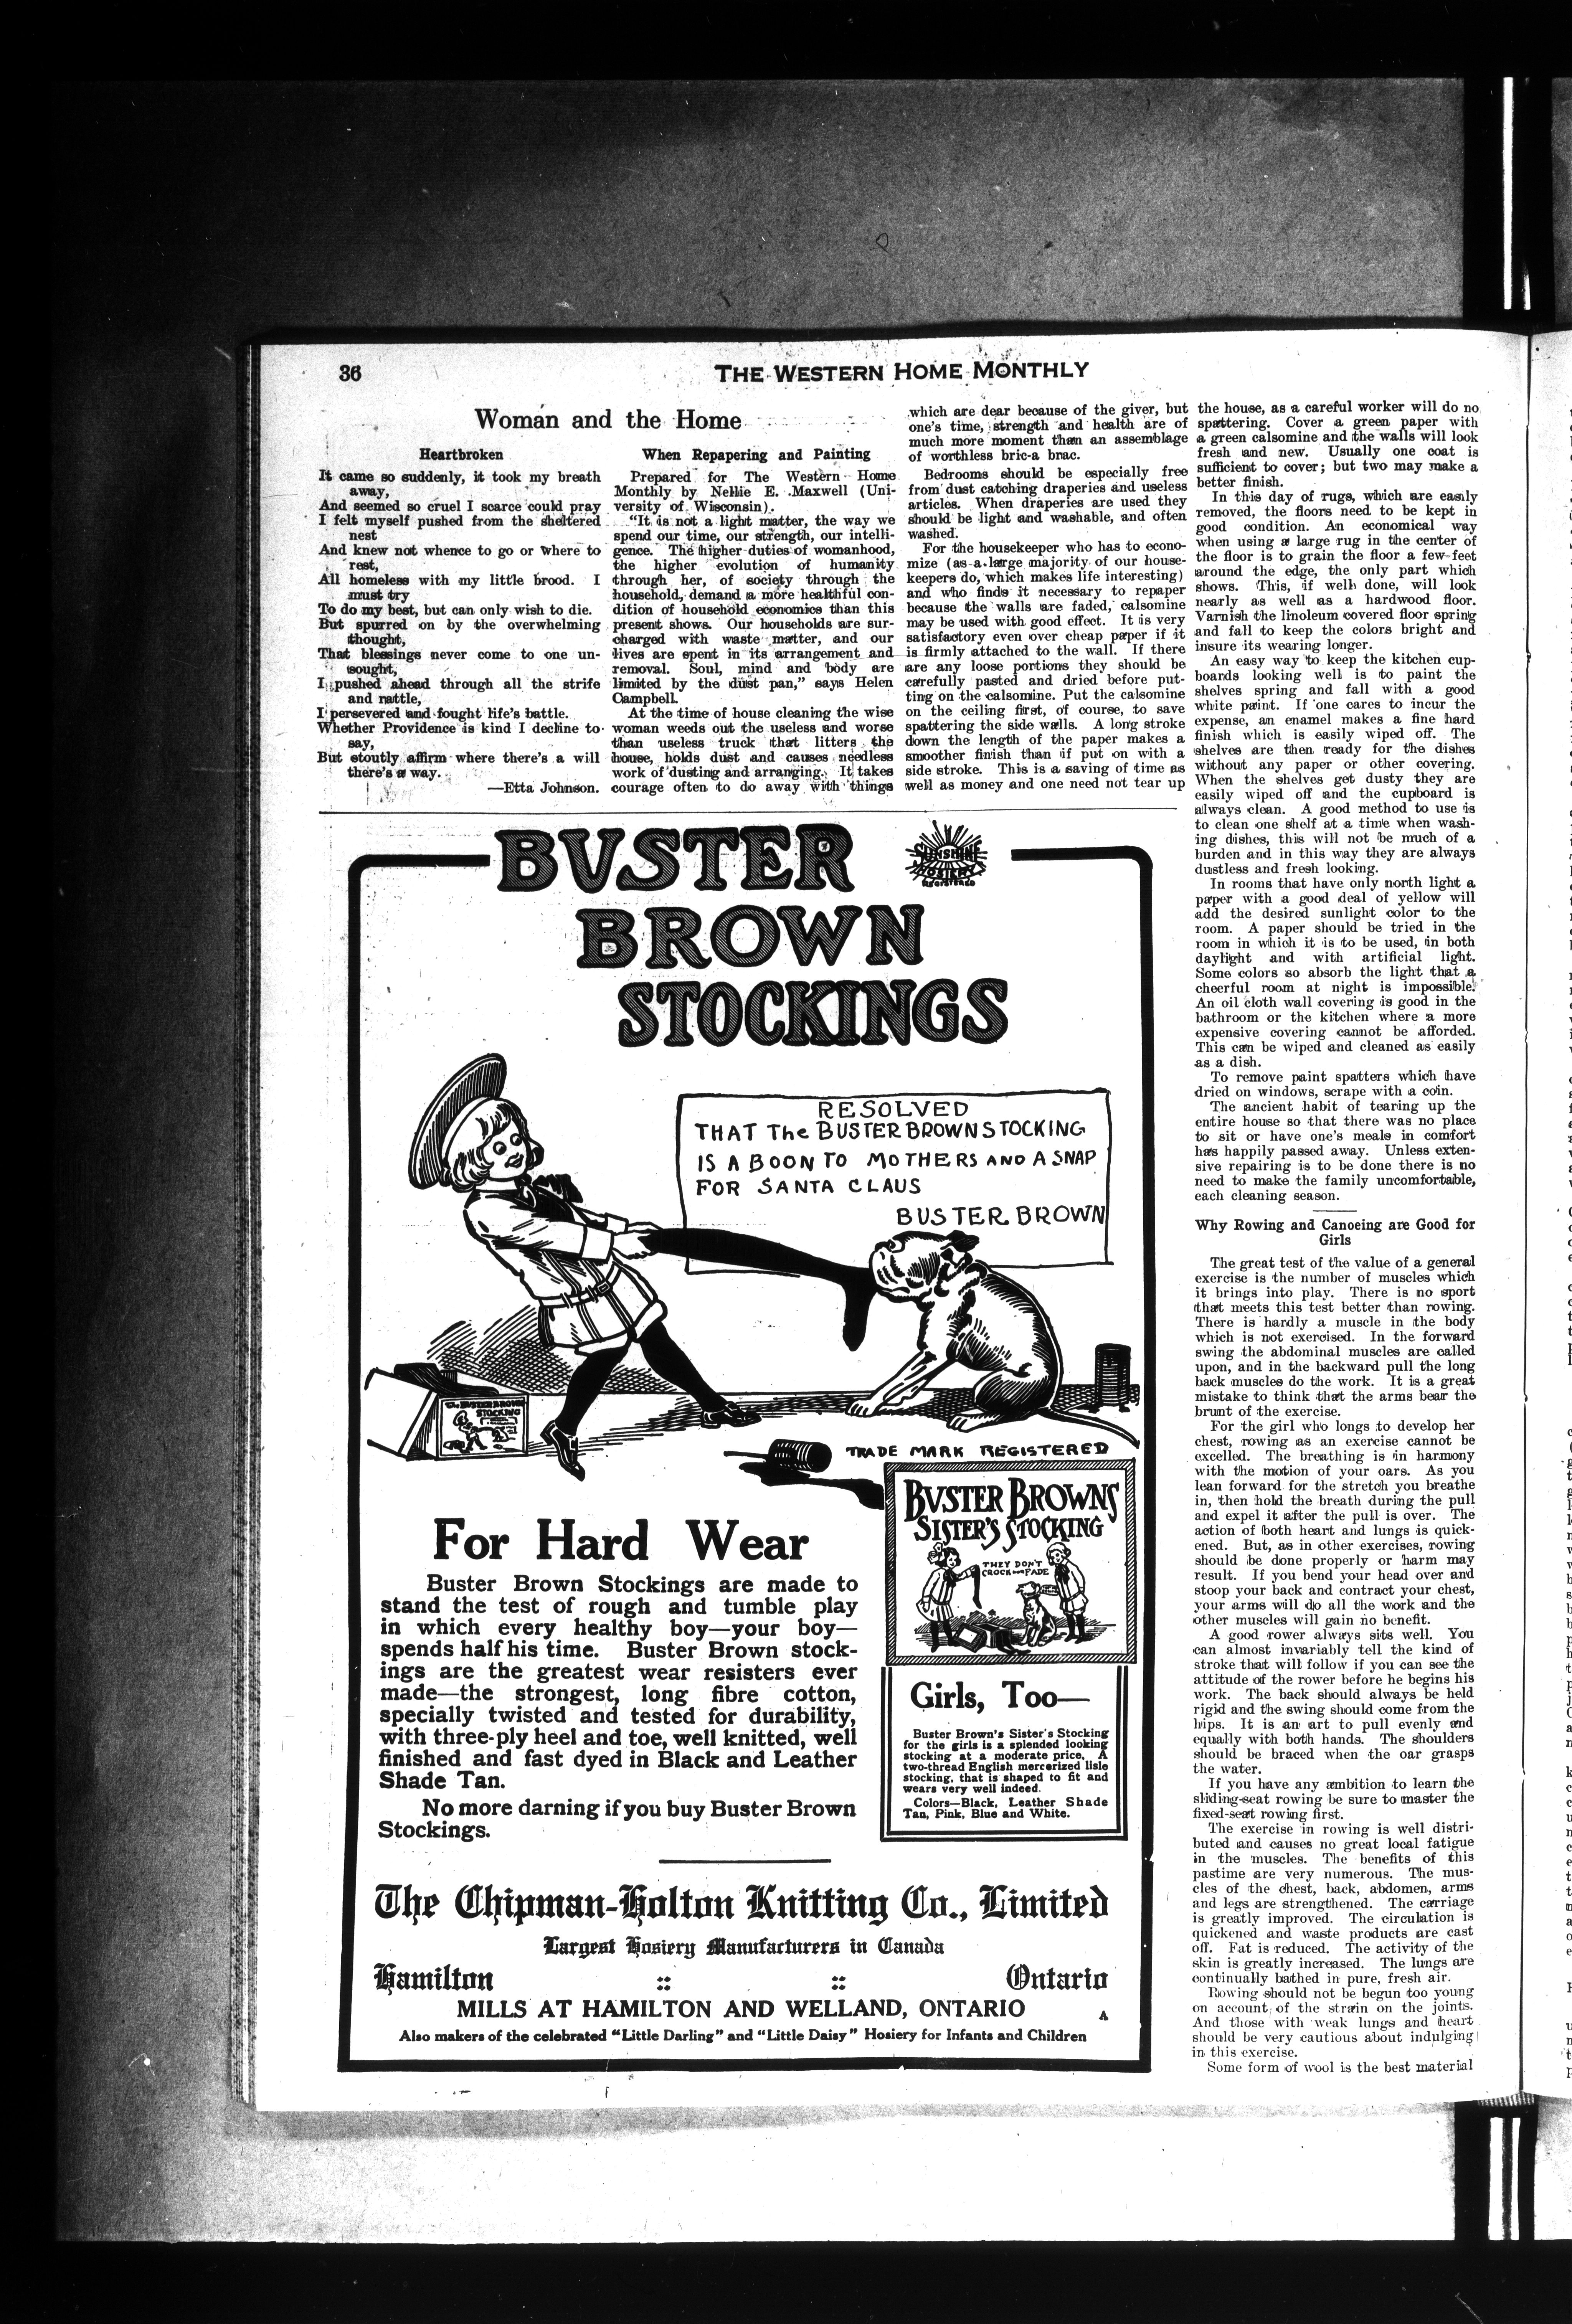 36
THE WESTERN HOME MONTHLY
Woman and the Home
Heartbroken
It came so suddenly, it took my breath
away,
And seemed so cruel I scarce could pray
I felt myself pushed from the sheltered
nest
And knew not whence to go or where to
rest,
All homeless with my little brood. I
must try
To do my best, but can only wish to die.
But spurred on by the overwhelming
thought,
That blessings never come to one un-
sought,
I pushed ahead through all the strife
and rattle,
I persevered and fought life's battle.
Whether Providence is kind I decline to
say,
But stoutly affirm where there's a will
there's a way.
—Etta Johnson.
When Repapering and Painting
Prepared for The Western Home
Monthly by Nellie E. Maxwell (Uni-
versity of Wisconsin).
"It is not a light matter, the way we
spend our time, our strength, our intelli-
gence. The higher duties of womanhood,
the higher evolution of humanity
through her, of society through the
household, demand a more healthful con-
dition of household economics than this
present shows. Our households are sur-
charged with waste matter, and our
lives are spent in its arrangement and
removal. Soul, mind and body are
limited by the dust pan," says Helen
Campbell.
At the time of house cleaning the wise
woman weeds out the useless and worse
than useless truck that litters the
house, holds dust and causes needless
work of dusting and arranging. It takes
courage often to do away with things
which are dear because of the giver, but
one's time, strength and health are of
much more moment than an assemblage
of worthless bric-a brac.
Bedrooms should be especially free
from dust catching draperies and useless
articles. When draperies are used they
should be light and washable, and often
washed.
For the housekeeper who has to econo-
mize (as a large majority of our house-
keepers do, which makes life interesting)
and who finds it necessary to repaper
because the walls are faded, calsomine
may be used with good effect. It is very
satisfactory even over cheap paper if it
is firmly attached to the wall. If there
are any loose portions they should be
carefully pasted and dried before put-
ting on the calsomine. Put the calsomine
on the ceiling first, of course, to save
spattering the side walls. A long stroke
down the length of the paper makes a
smoother finish than if put on with a
side stroke. This is a saving of time as
well as money and one need not tear up
the house, as a careful worker will do no
spattering. Cover a green paper with
a green calsomine and the walls will look
fresh and new. Usually one coat is
sufficient to cover; but two may make a
better finish.
In this day of rugs, which are easily
removed, the floors need to be kept in
good condition. An economical way
when using a large rug in the center of
the floor is to grain the floor a few feet
around the edge, the only part which
shows. This, if well done, will look
nearly as well as a hardwood floor.
Varnish the linoleum covered floor spring
and fall to keep the colors bright and
insure its wearing longer.
An easy way to keep the kitchen cup-
boards looking well is to paint the
shelves spring and fall with a good
white paint. If one cares to incur the
expense, an enamel makes a fine hard
finish which is easily wiped off. The
shelves are then ready for the dishes
without any paper or other covering.
When the shelves get dusty they are
easily wiped off and the cupboard is
always clean. A good method to use is
to clean one shelf at a time when wash-
ing dishes, this will not be much of a
burden and in this way they are always
dustless and fresh looking.
In rooms that have only north light a
paper with a good deal of yellow will
add the desired sunlight color to the
room. A paper should be tried in the
room in which it is to be used, in both
daylight and with artificial light.
Some colors so absorb the light that a
cheerful room at night is impossible.
An oil cloth wall covering is good in the
bathroom or the kitchen where a more
expensive covering cannot be afforded.
This can be wiped and cleaned as easily
as a dish.
To remove paint spatters which have
dried on windows, scrape with a coin.
The ancient habit of tearing up the
entire house so that there was no place
to sit or have one's meals in comfort
has happily passed away. Unless exten-
sive repairing is to be done there is no
need to make the family uncomfortable,
each cleaning season.
Why Rowing and Canoeing are Good for
Girls
The great test of the value of a general
exercise is the number of muscles which
it brings into play. There is no sport
that meets this test better than rowing.
There is hardly a muscle in the body
which is not exercised. In the forward
swing the abdominal muscles are called
upon, and in the backward pull the long
back muscles do the work. It is a great
mistake to think that the arms bear the
brunt of the exercise.
For the girl who longs to develop her
chest, rowing as an exercise cannot be
excelled. The breathing is in harmony
with the motion of your oars. As you
lean forward for the stretch you breathe
in, then hold the breath during the pull
and expel it after the pull is over. The
action of both heart and lungs is quick-
ened. But, as in other exercises, rowing
should be done properly or harm may
result. If you bend your head over and
stoop your back and contract your chest,
your arms will do all the work and the
other muscles will gain no benefit.
A good rower always sits well. You
can almost invariably tell the kind of
stroke that will follow if you can see the
attitude of the rower before he begins his
work. The back should always be held
rigid and the swing should come from the
hips. It is an art to pull evenly and
equally with both hands. The shoulders
should be braced when the oar grasps
the water.
If you have any ambition to learn the
sliding-seat rowing be sure to master the
fixed-seat rowing first.
The exercise in rowing is well distri-
buted and causes no great local fatigue
in the muscles. The benefits of this
pastime are very numerous. The mus-
cles of the chest, back, abdomen, arms
and legs are strengthened. The carriage
is greatly improved. The circulation is
quickened and waste products are cast
off. Fat is reduced. The activity of the
skin is greatly increased. The lungs are
continually bathed in pure, fresh air.
Rowing should not be begun too young
on account of the strain on the joints.
And those with weak lungs and heart
should be very cautious about indulging
in this exercise.
Some form of wool is the best material
BUSTER
BROWN
STOCKINGS
SUNSHINE
HOSIERY
REGISTERED
RESOLVED
THAT The BUSTER BROWN STOCKING
IS A BOON TO MOTHERS AND A SNAP
FOR SANTA CLAUS
BUSTER BROWN
The BUSTER BROWN
STOCKING
TRADE MARK REGISTERED
BUSTER BROWNS
SISTER'S STOCKING
THEY DON'T
CROCK OR FADE
For Hard Wear
Buster Brown Stockings are made to
stand the test of rough and tumble play
in which every healthy boy—your boy—
spends half his time. Buster Brown stock-
ings are the greatest wear resisters ever
made—the strongest, long fibre cotton,
specially twisted and tested for durability,
with three-ply heel and toe, well knitted, well
finished and fast dyed in Black and Leather
Shade Tan.
No more darning if you buy Buster Brown
Stockings.
Girls, Too—
Buster Brown's Sister's Stocking
for the girls is a splended looking
stocking at a moderate price. A
two-thread English mercerized lisle
stocking, that is shaped to fit and
wears very well indeed.
Colors—Black, Leather Shade
Tan, Pink, Blue and White.
The Chipman-Holton Knitting Co., Limited
Largest Hosiery Manufacturers in Canada
Hamilton :: :: Ontario
MILLS AT HAMILTON AND WELLAND, ONTARIO
A
Also makers of the celebrated "Little Darling" and "Little Daisy" Hosiery for Infants and Children